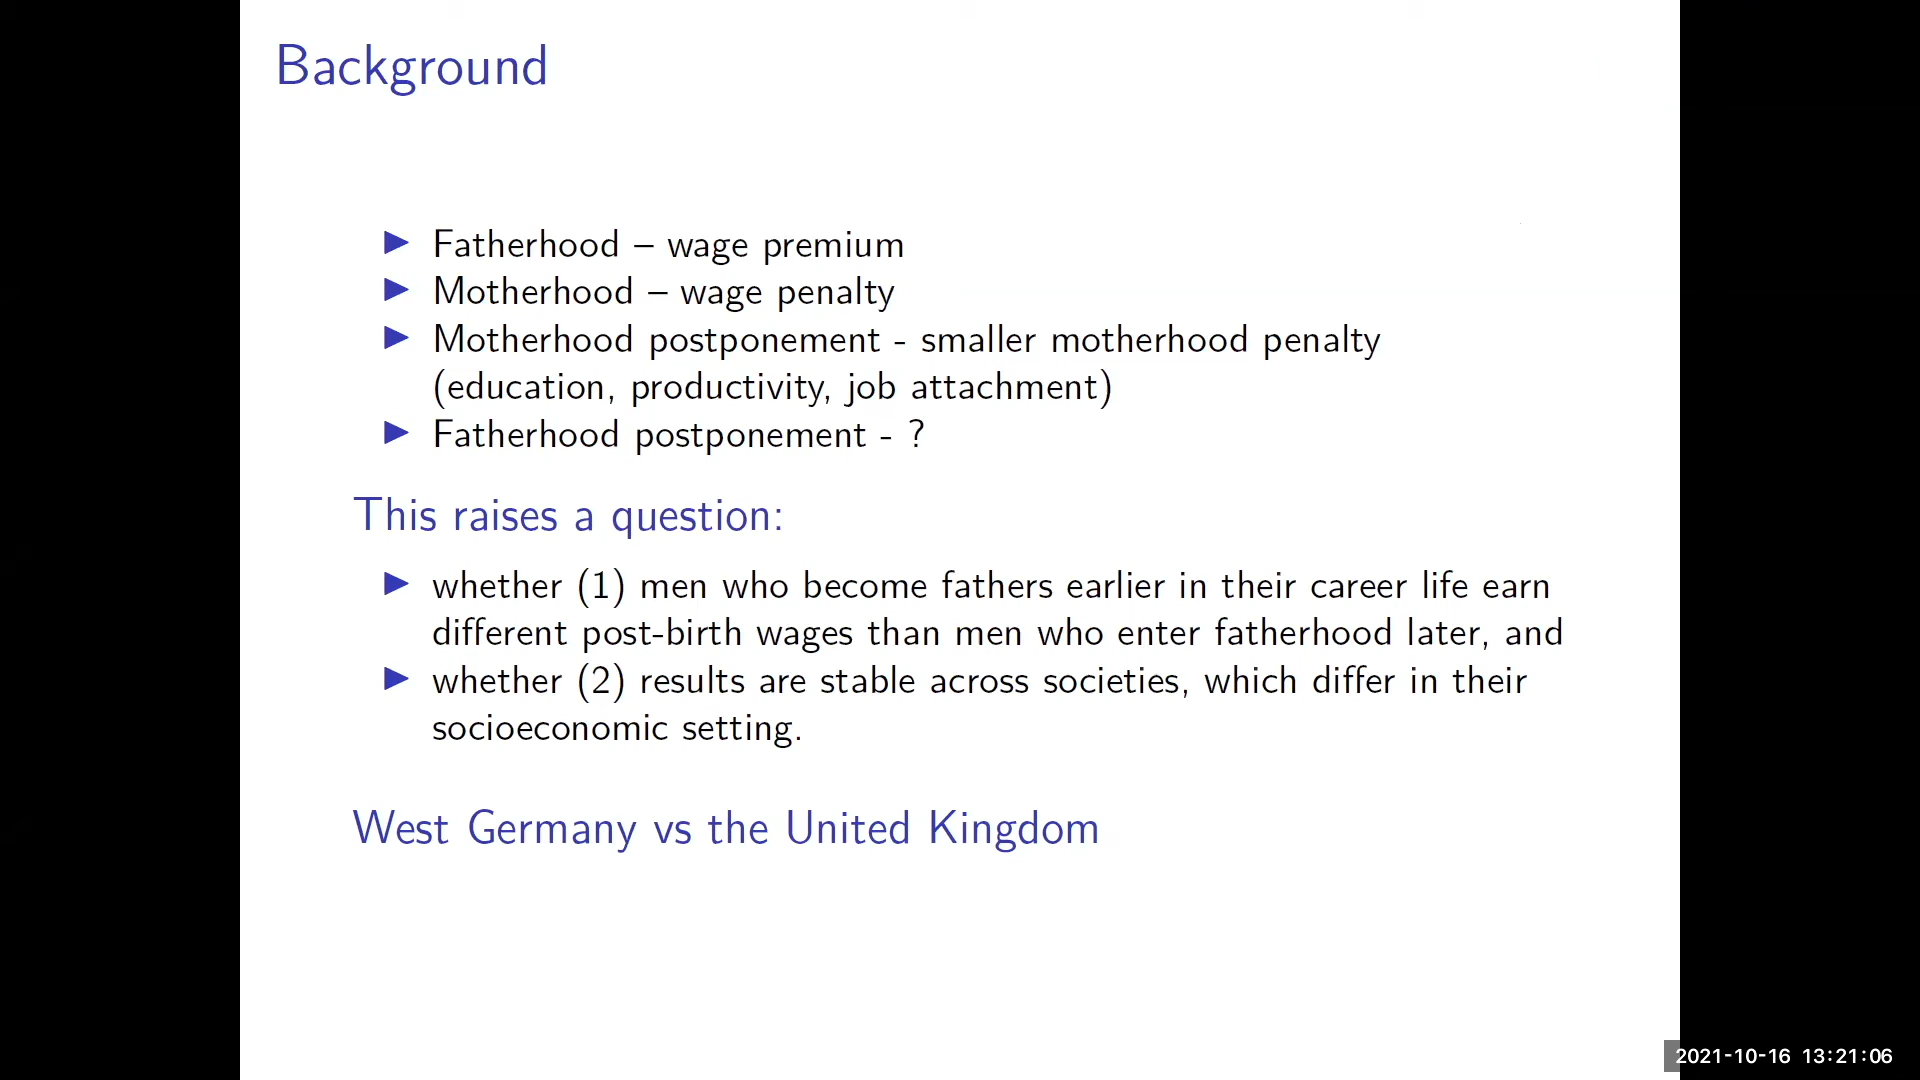 Background
▶ Fatherhood – wage premium
▶ Motherhood – wage penalty
▶ Motherhood postponement - smaller motherhood penalty
(education, productivity, job attachment)
▶ Fatherhood postponement - ?
This raises a question:
▶ whether (1) men who become fathers earlier in their career life earn
different post-birth wages than men who enter fatherhood later, and
▶ whether (2) results are stable across societies, which differ in their
socioeconomic setting.
West Germany vs the United Kingdom
2021-10-16 13:21:06